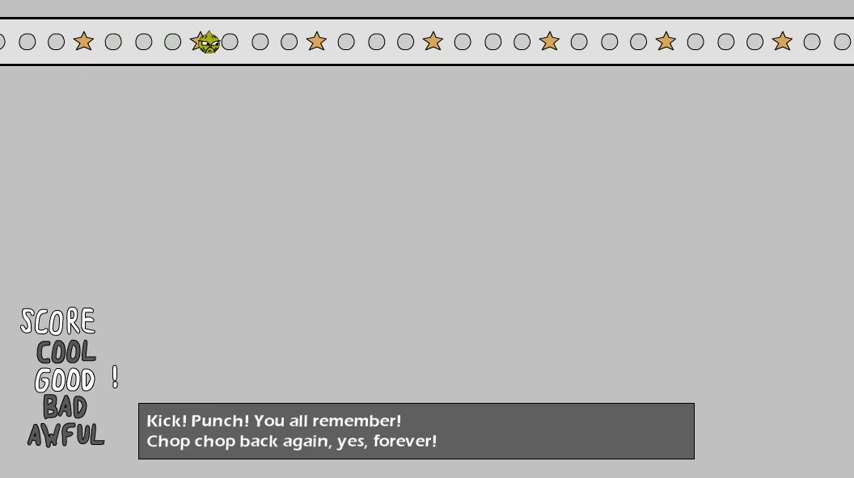 SCORE
COOL
GOOD !
BAD
AWFUL
Kick! Punch! You all remember!
Chop chop back again, yes, forever!